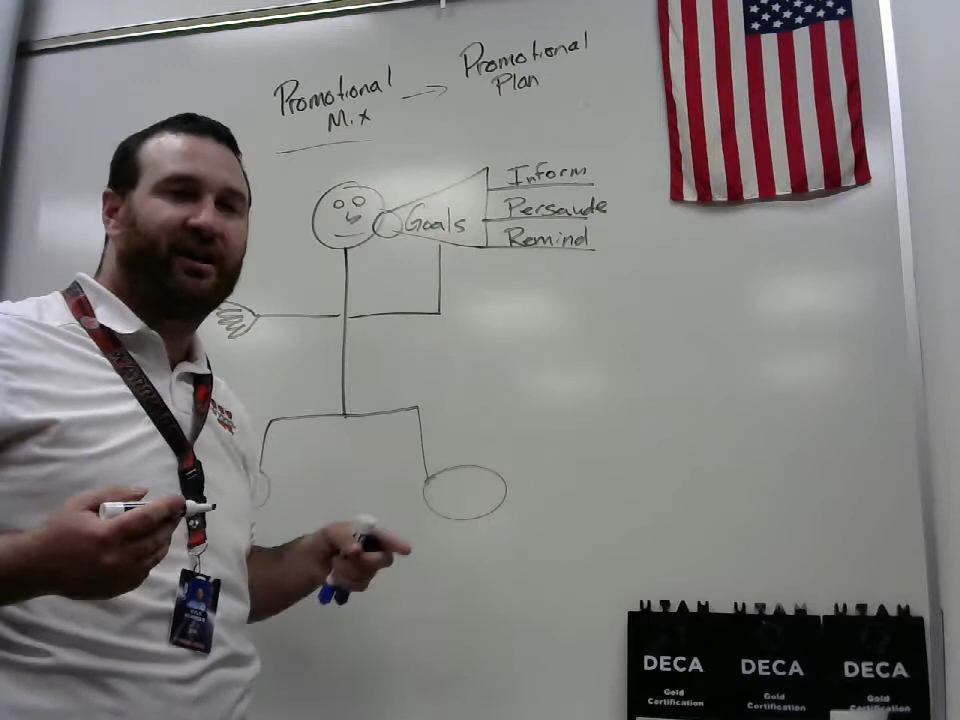 Promotional
Mix
Promotional
Plan
Inform
Persaude
Remind
Goals
UTAH UTAH UTAH
DECA DECA DECA
Gold Gold Gold
Certification Certification Certification